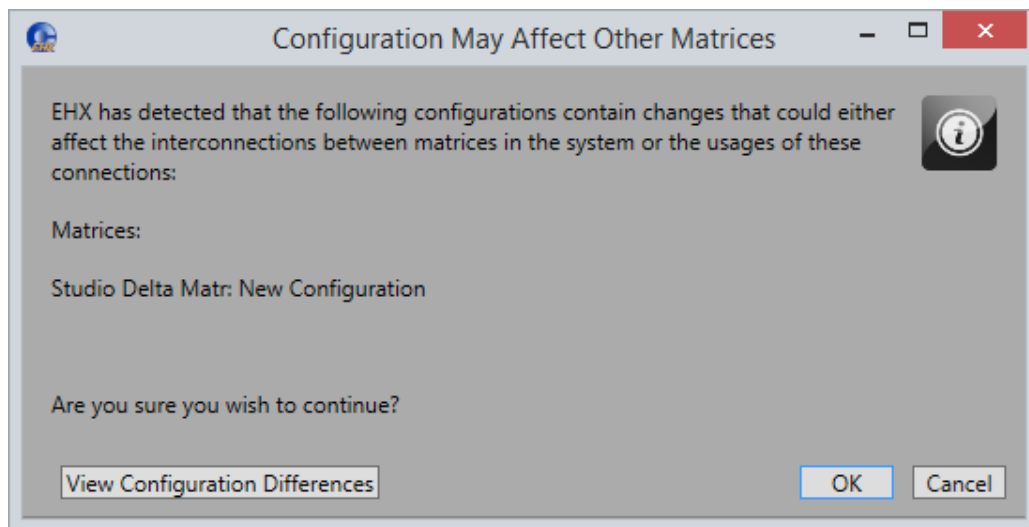 Configuration May Affect Other Matrices
EHX has detected that the following configurations contain changes that could either
affect the interconnections between matrices in the system or the usages of these
connections:
Matrices:
Studio Delta Matr: New Configuration
Are you sure you wish to continue?
View Configuration Differences
OK
Cancel